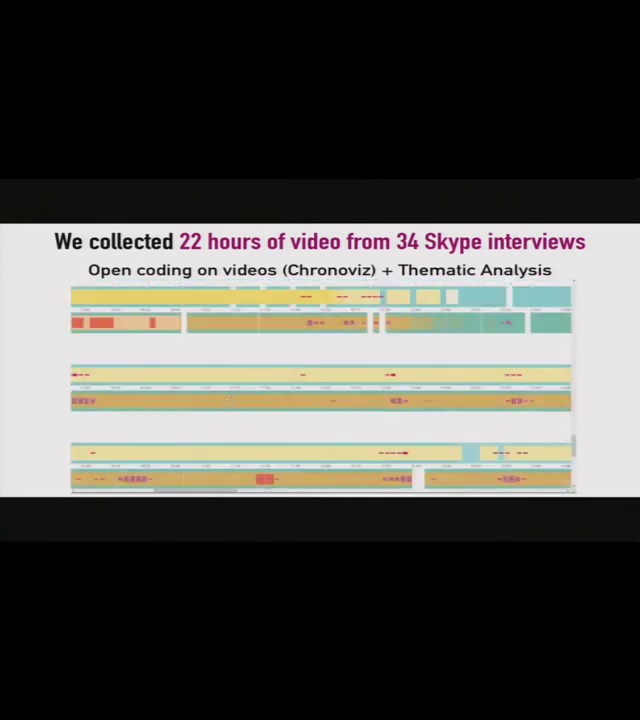 We collected 22 hours of video from 34 Skype interviews
Open coding on videos (Chronoviz) + Thematic Analysis